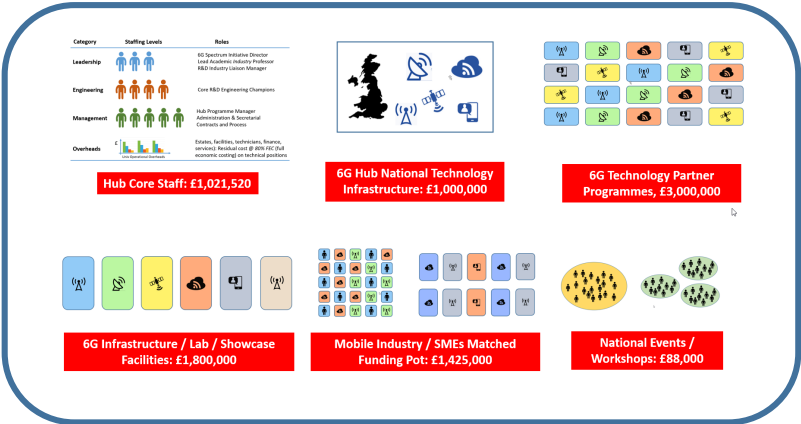 Category Staffing Levels Roles
Leadership
6G Spectrum Initiative Director
Lead Academic Industry Professor
R&D Industry Liaison Manager
Engineering Core R&D Engineering Champions
Management
Hub Programme Manager
Administration & Secretarial
Contracts and Process
Overheads
£
Unit Operational Overheads
Estates, facilities, technicians, finance,
services): Residual cost @ 80% FEC (full
economic costing) on technical positions
Hub Core Staff: £1,021,520
6G Hub National Technology
Infrastructure: £1,000,000
6G Technology Partner
Programmes, £3,000,000
6G Infrastructure / Lab / Showcase
Facilities: £1,800,000
Mobile Industry / SMEs Matched
Funding Pot: £1,425,000
National Events /
Workshops: £88,000